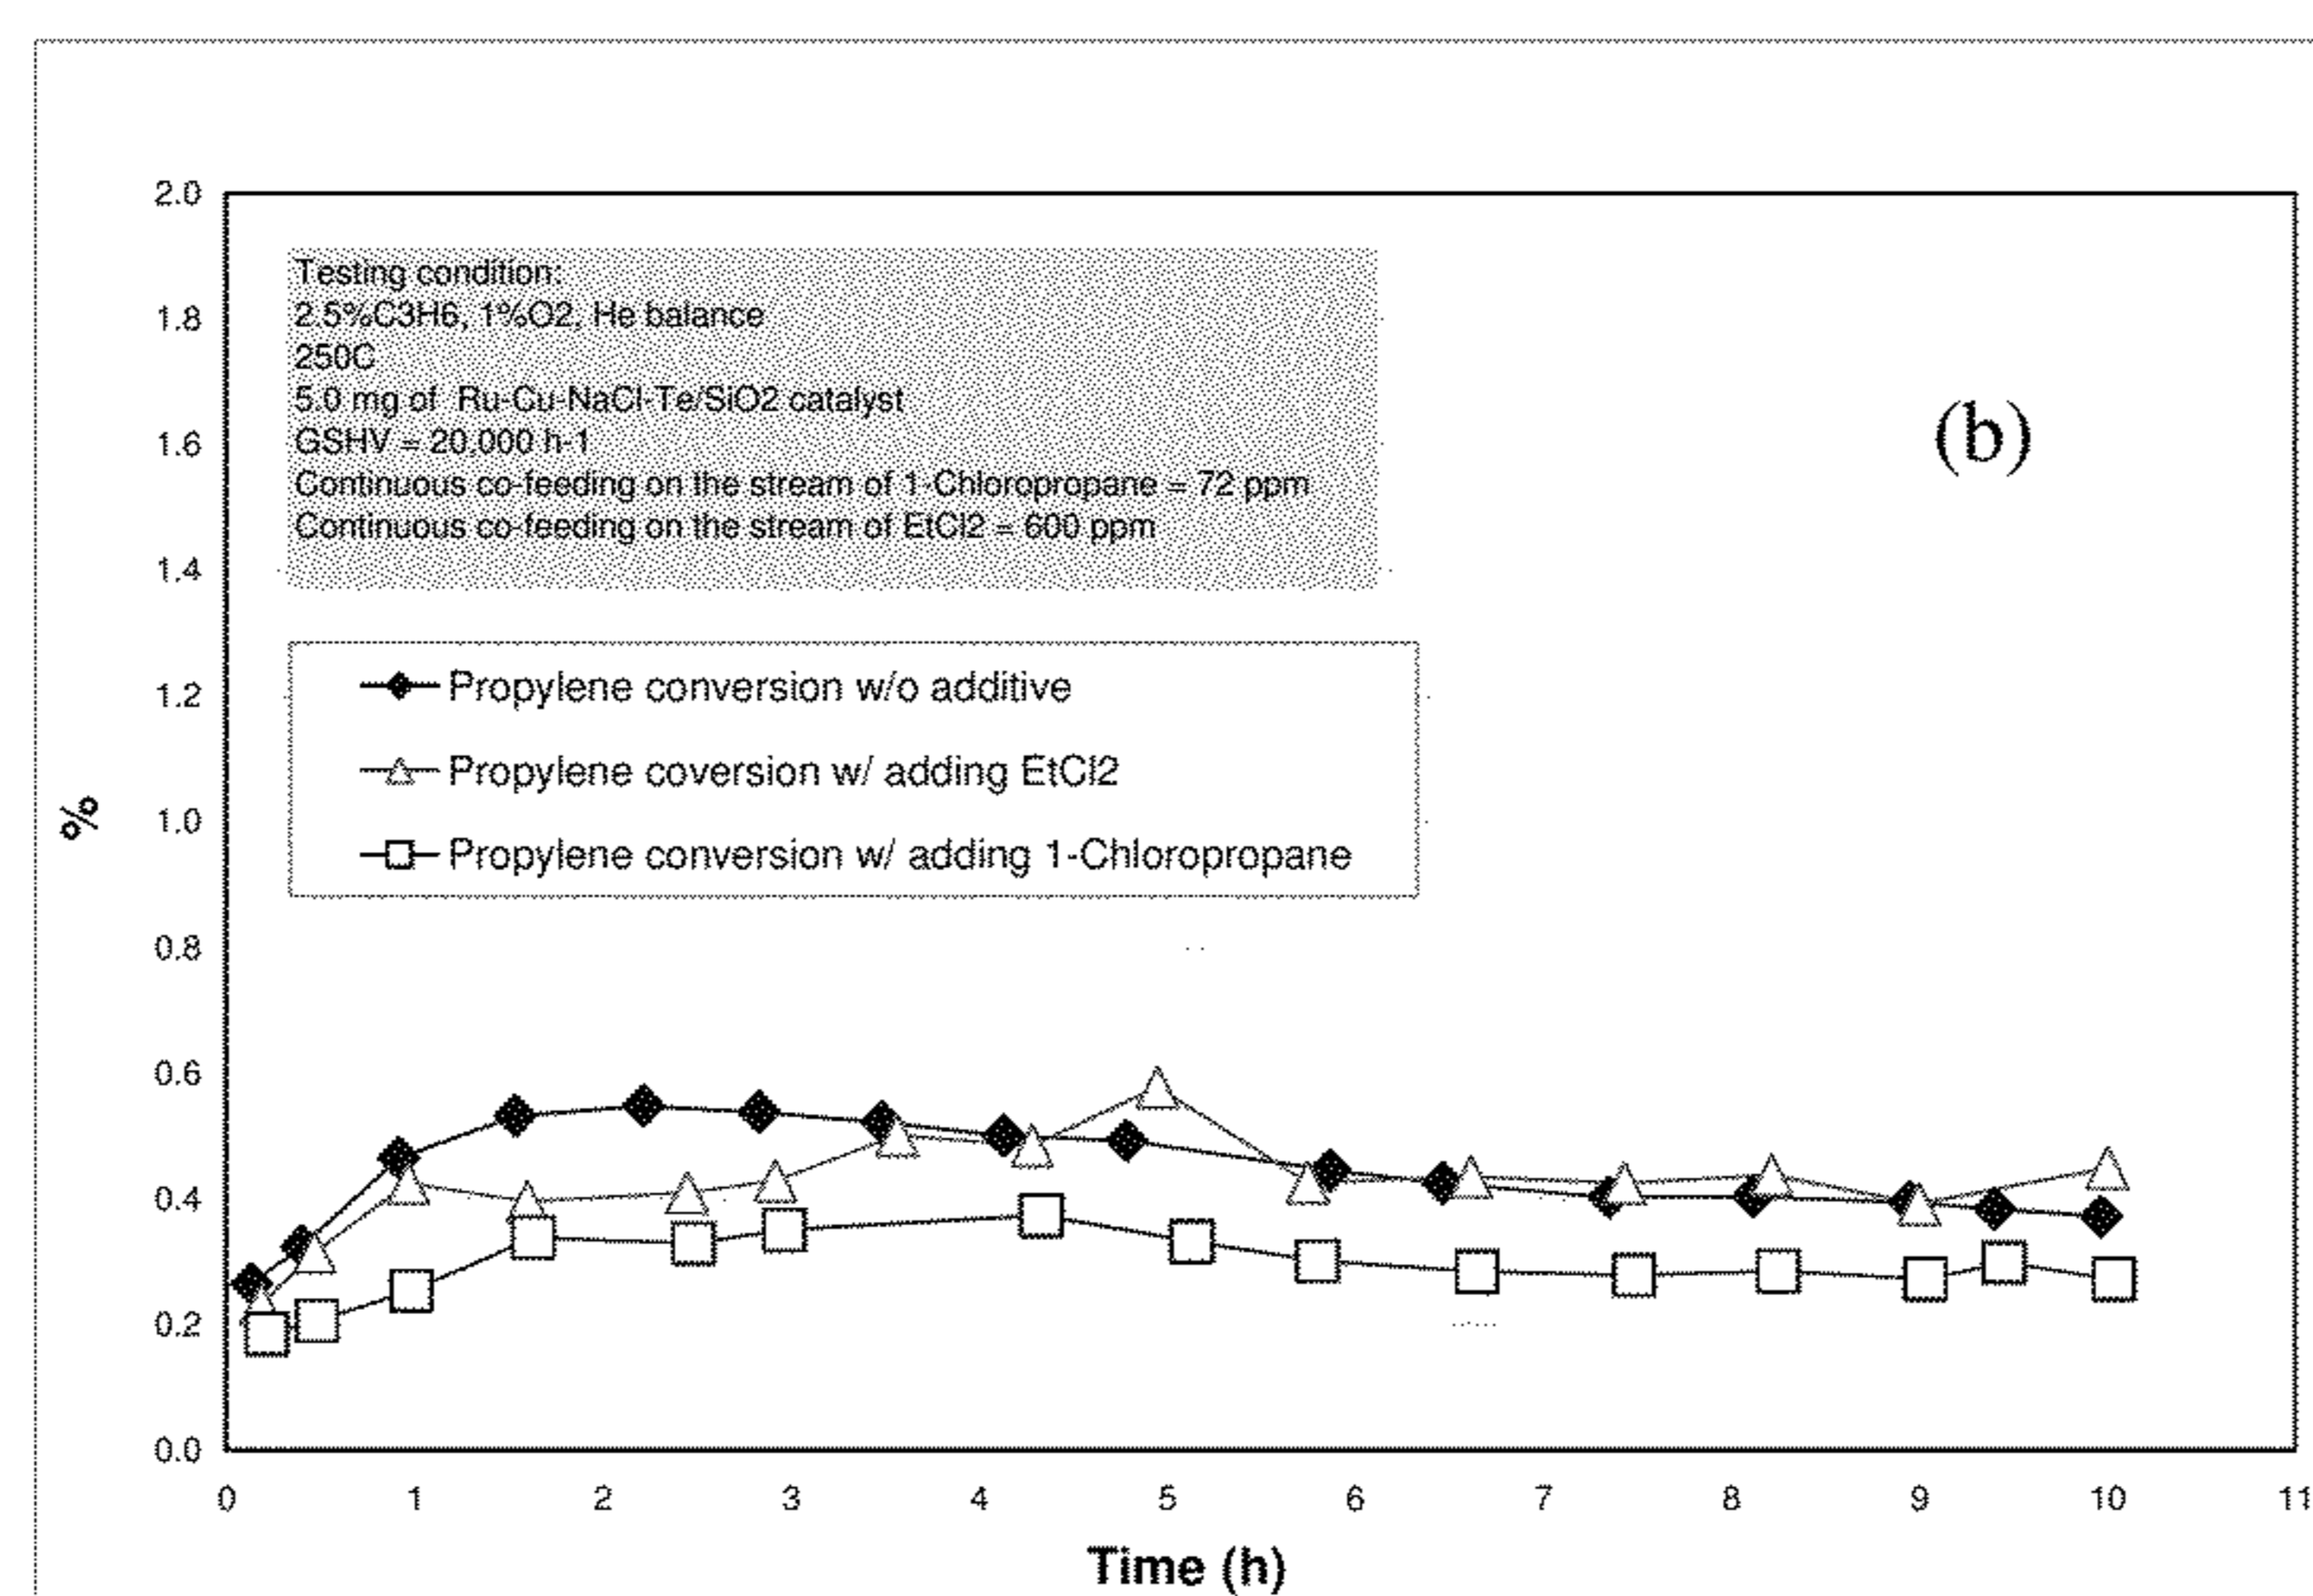 2.0
1.8
1.6
1.4
1.2
1.0
0.8
0.6
0.4
0.2
0.0
%
Testing condition:
2.5%C3H6, 1%O2, He balance
250C
5.0 mg of Ru-Cu-NaCl-Te/SiO2 catalyst
GSHV = 20.000 h-1
Continuous co-feeding on the stream of 1-Chloropropane = 72 ppm
Continuous co-feeding on the stream of EtCl2 = 600 ppm
(b)
Propylene conversion w/o additive
Propylene coversion w/ adding EtCl2
Propylene conversion w/ adding 1-Chloropropane
0 1 2 3 4 5 6 7 8 9 10 11
Time (h)